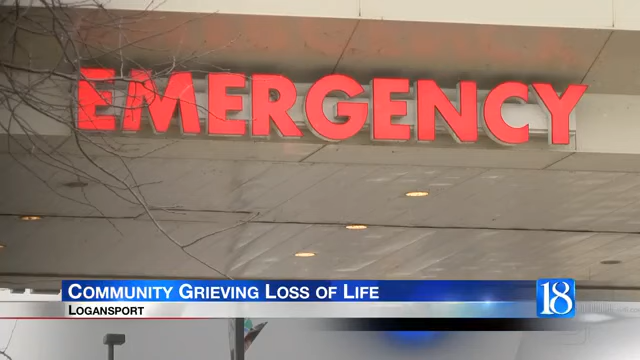 EMERGENCY
COMMUNITY GRIEVING LOSS OF LIFE
LOGANSPORT
18